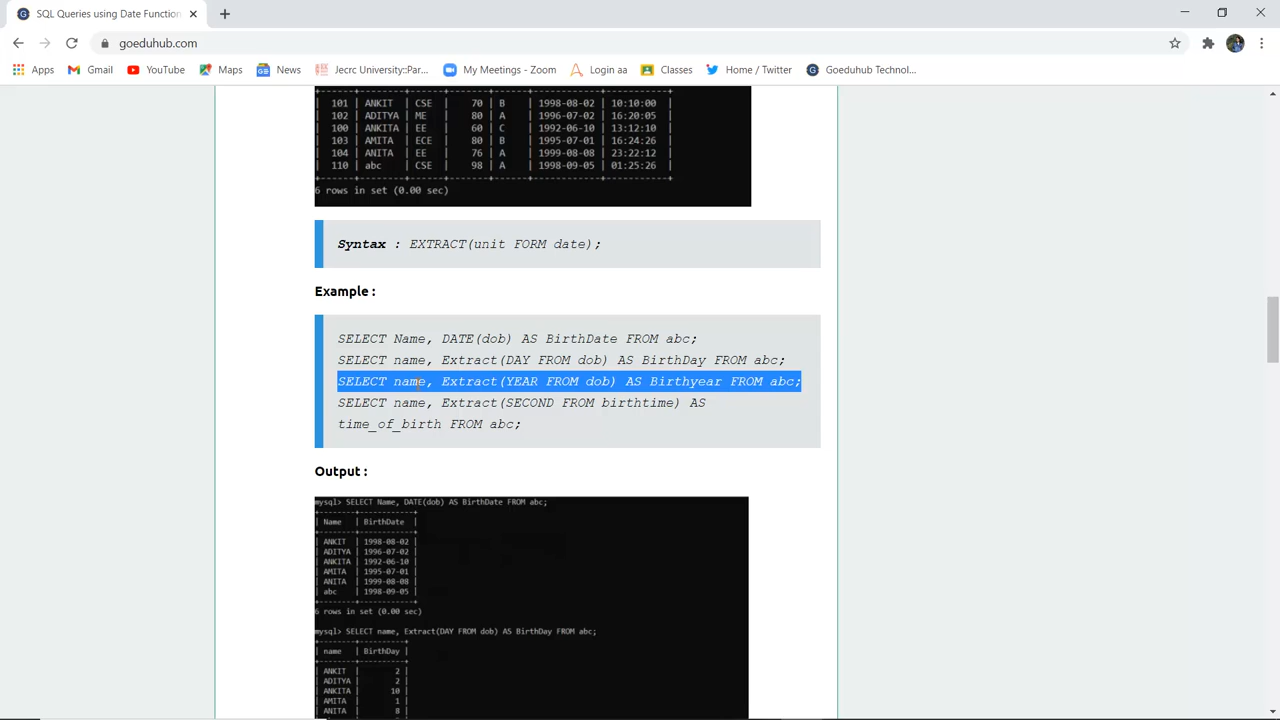 SQL Queries using Date Function
goeduhub.com
Apps Gmail YouTube Maps News Jecrc University::Par... My Meetings - Zoom Login aa Classes Home / Twitter Goeduhub Technol...
| 101 | ANKIT | CSE | 70 | B | 1998-08-02 | 10:10:00 |
| 102 | ADITYA | ME | 80 | A | 1996-07-02 | 16:20:05 |
| 100 | ANKITA | EE | 60 | C | 1992-06-10 | 13:12:10 |
| 103 | AMITA | ECE | 80 | B | 1995-07-01 | 16:24:26 |
| 104 | ANITA | EE | 76 | A | 1999-08-08 | 23:22:12 |
| 110 | abc | CSE | 98 | A | 1998-09-05 | 01:25:26 |
6 rows in set (0.00 sec)
Syntax : EXTRACT(unit FORM date);
Example :
SELECT Name, DATE(dob) AS BirthDate FROM abc;
SELECT name, Extract(DAY FROM dob) AS BirthDay FROM abc;
SELECT name, Extract(YEAR FROM dob) AS Birthyear FROM abc;
SELECT name, Extract(SECOND FROM birthtime) AS
time_of_birth FROM abc;
Output :
mysql> SELECT Name, DATE(dob) AS BirthDate FROM abc;
| Name | BirthDate |
| ANKIT | 1998-08-02 |
| ADITYA | 1996-07-02 |
| ANKITA | 1992-06-10 |
| AMITA | 1995-07-01 |
| ANITA | 1999-08-08 |
| abc | 1998-09-05 |
6 rows in set (0.00 sec)
mysql> SELECT name, Extract(DAY FROM dob) AS BirthDay FROM abc;
| name | BirthDay |
| ANKIT | 2 |
| ADITYA | 2 |
| ANKITA | 10 |
| AMITA | 1 |
| ANITA | 8 |